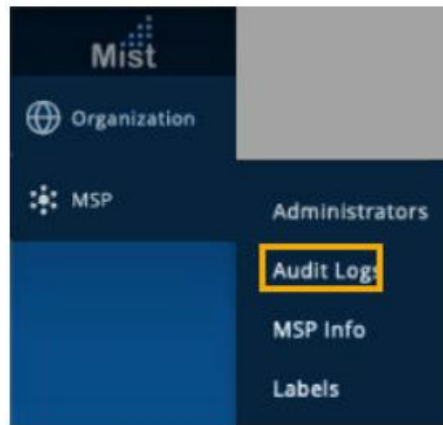 Mist
Organization
MSP
Administrators
Audit Logs
MSP Info
Labels